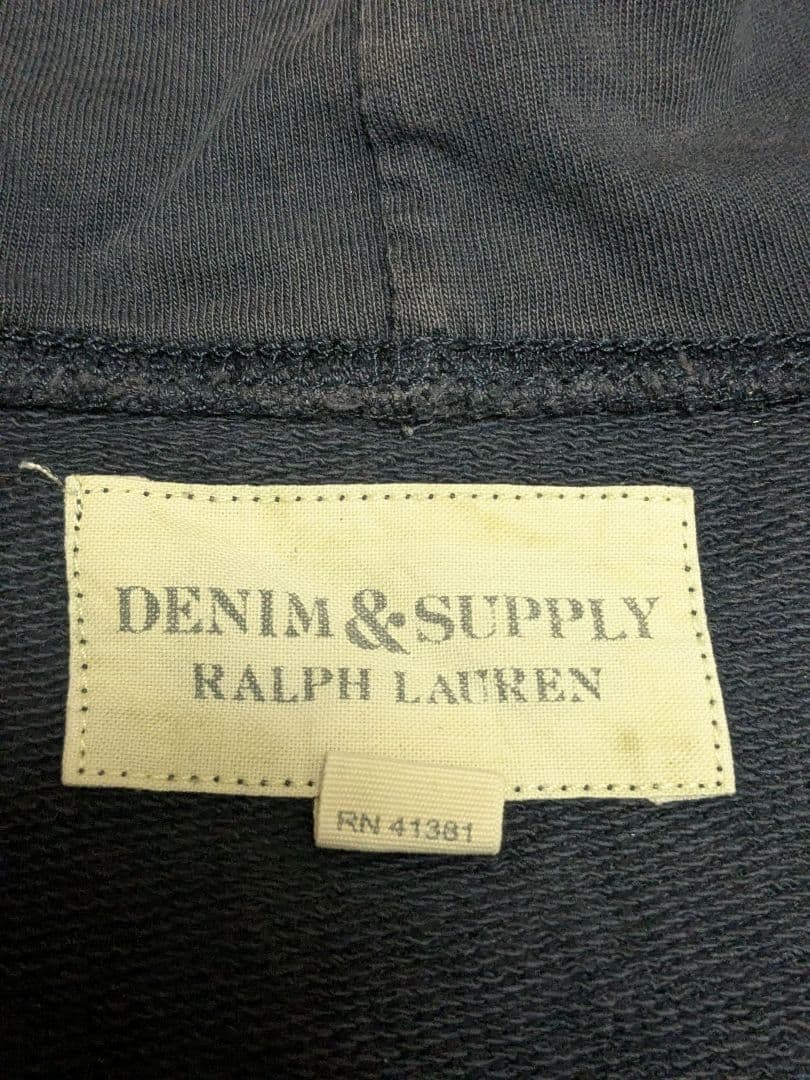 DENIM & SUPPLY
RALPH LAUREN
RN 41381